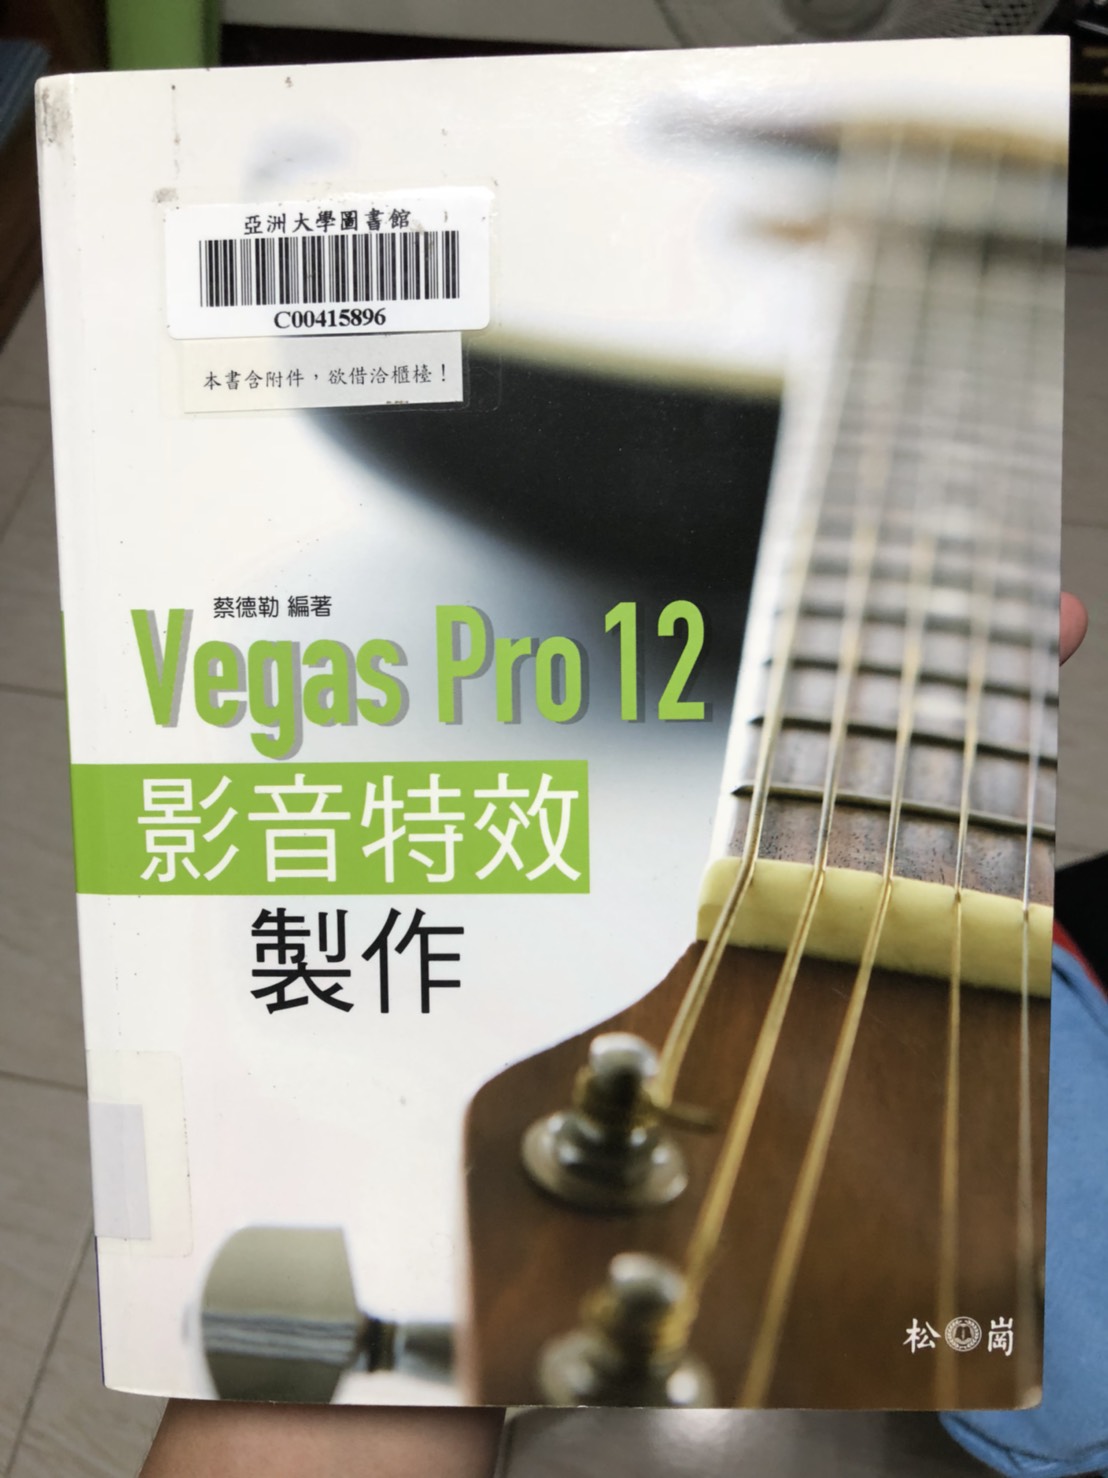 亞洲大學圖書館
C00415896
本書含附件，欲借洽櫃檯！
蔡德勒 編著
Vegas Pro 12
影音特效
製作
松崗